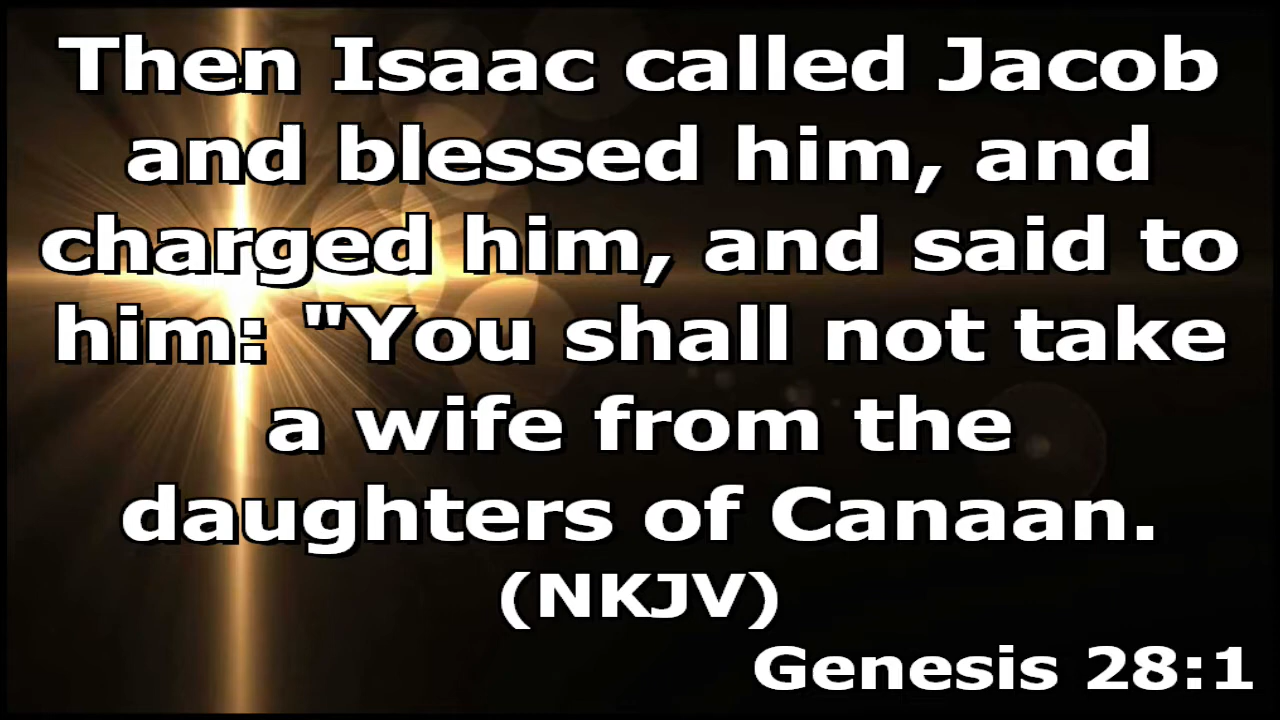 Then Isaac called Jacob
and blessed him, and
charged him, and said to
him: "You shall not take
a wife from the
daughters of Canaan.
(NKJV)
Genesis 28:1